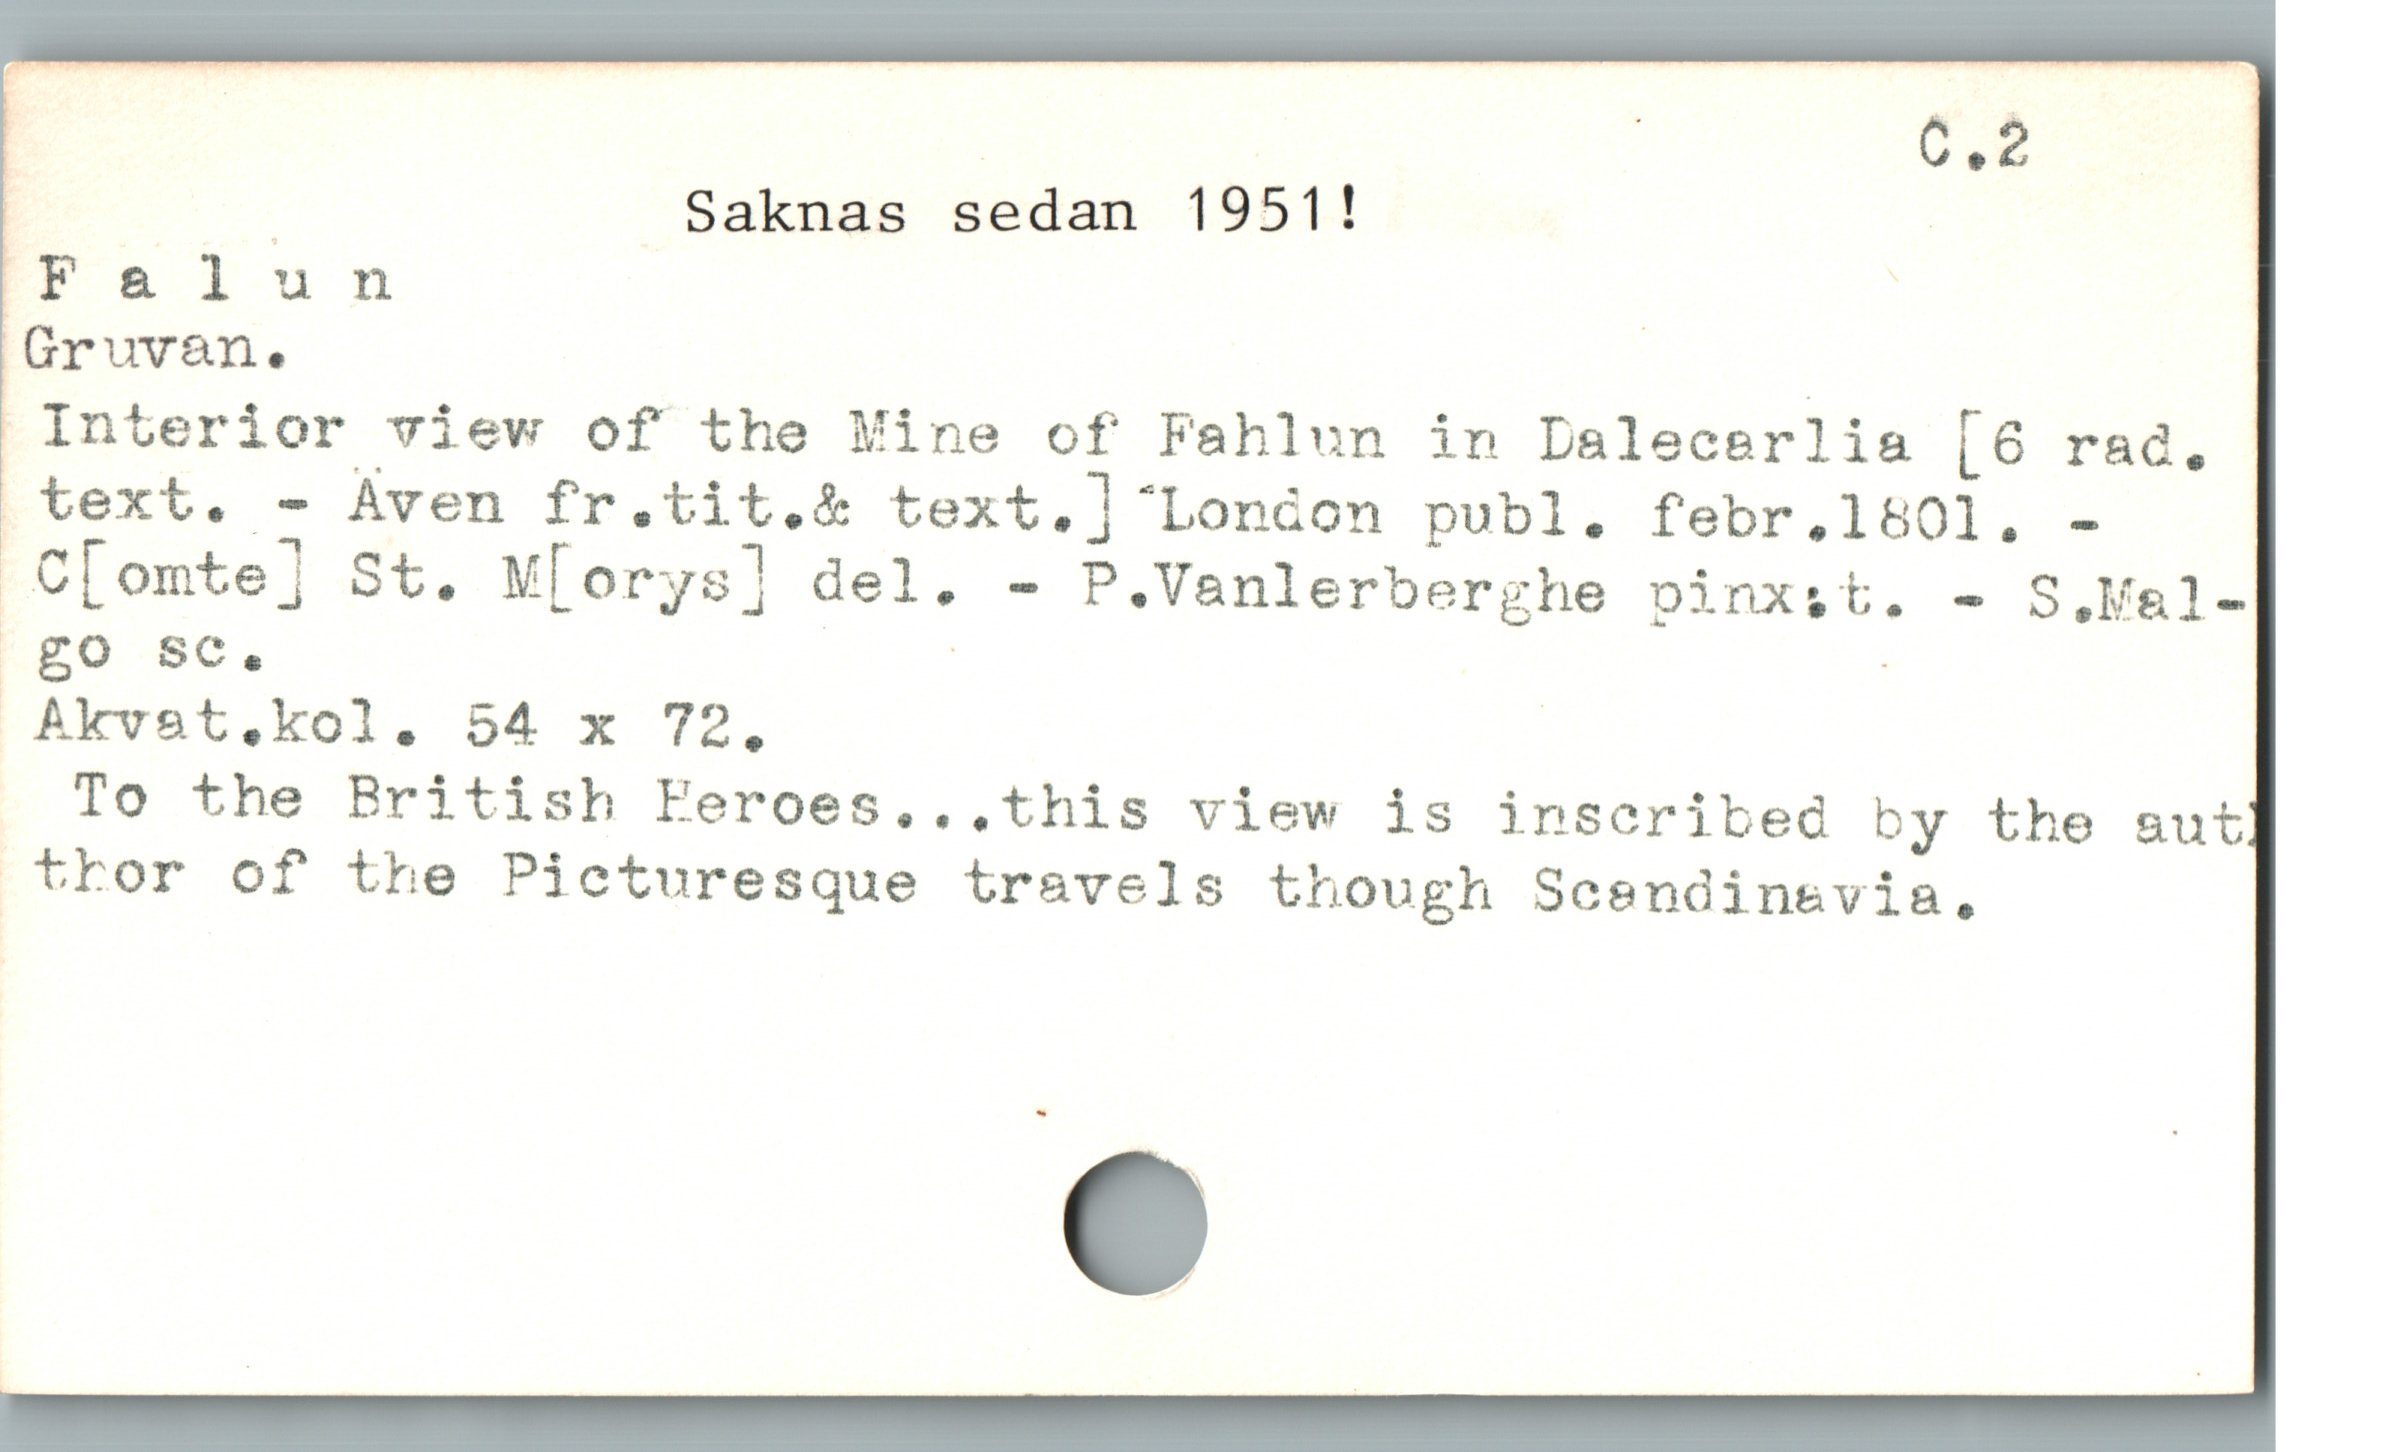 C.2
Saknas sedan 1951!
F a l u n
Gruvan.
Interior view of the Mine of Fahlun in Dalecarlia [6 rad.
text. - Även fr.tit.& text.] London publ. febr.1801. -
C[omte] St. M[orys] del. - P.Vanlerberghe pinx:t. - S.Mal-
go sc.
Akvat.kol. 54 x 72.
To the British Heroes...this view is inscribed by the auth
thor of the Picturesque travels though Scandinavia.